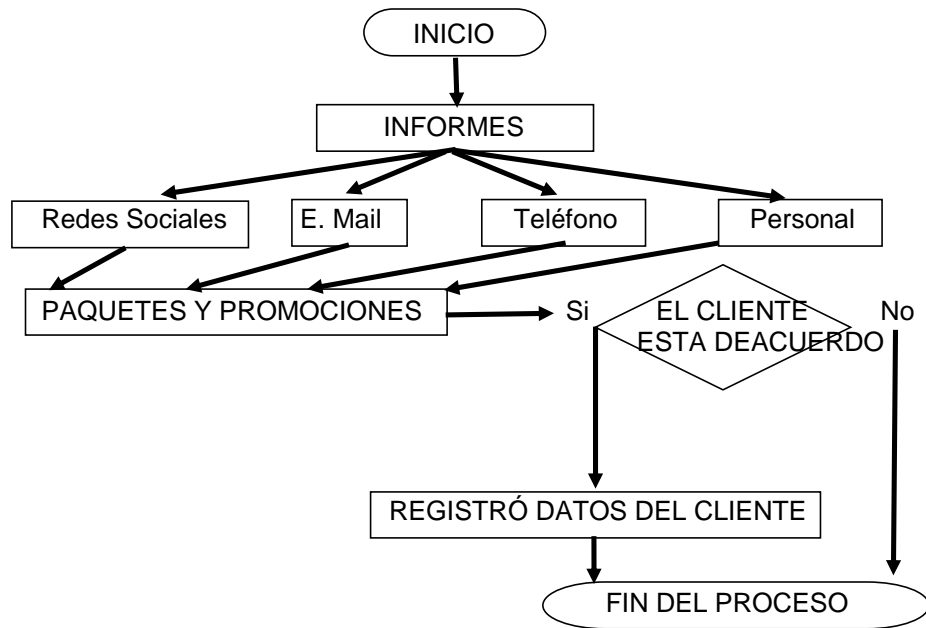 INICIO
INFORMES
Redes Sociales
E. Mail
Teléfono
Personal
PAQUETES Y PROMOCIONES
Si
EL CLIENTE
ESTA DEACUERDO
No
REGISTRÓ DATOS DEL CLIENTE
FIN DEL PROCESO